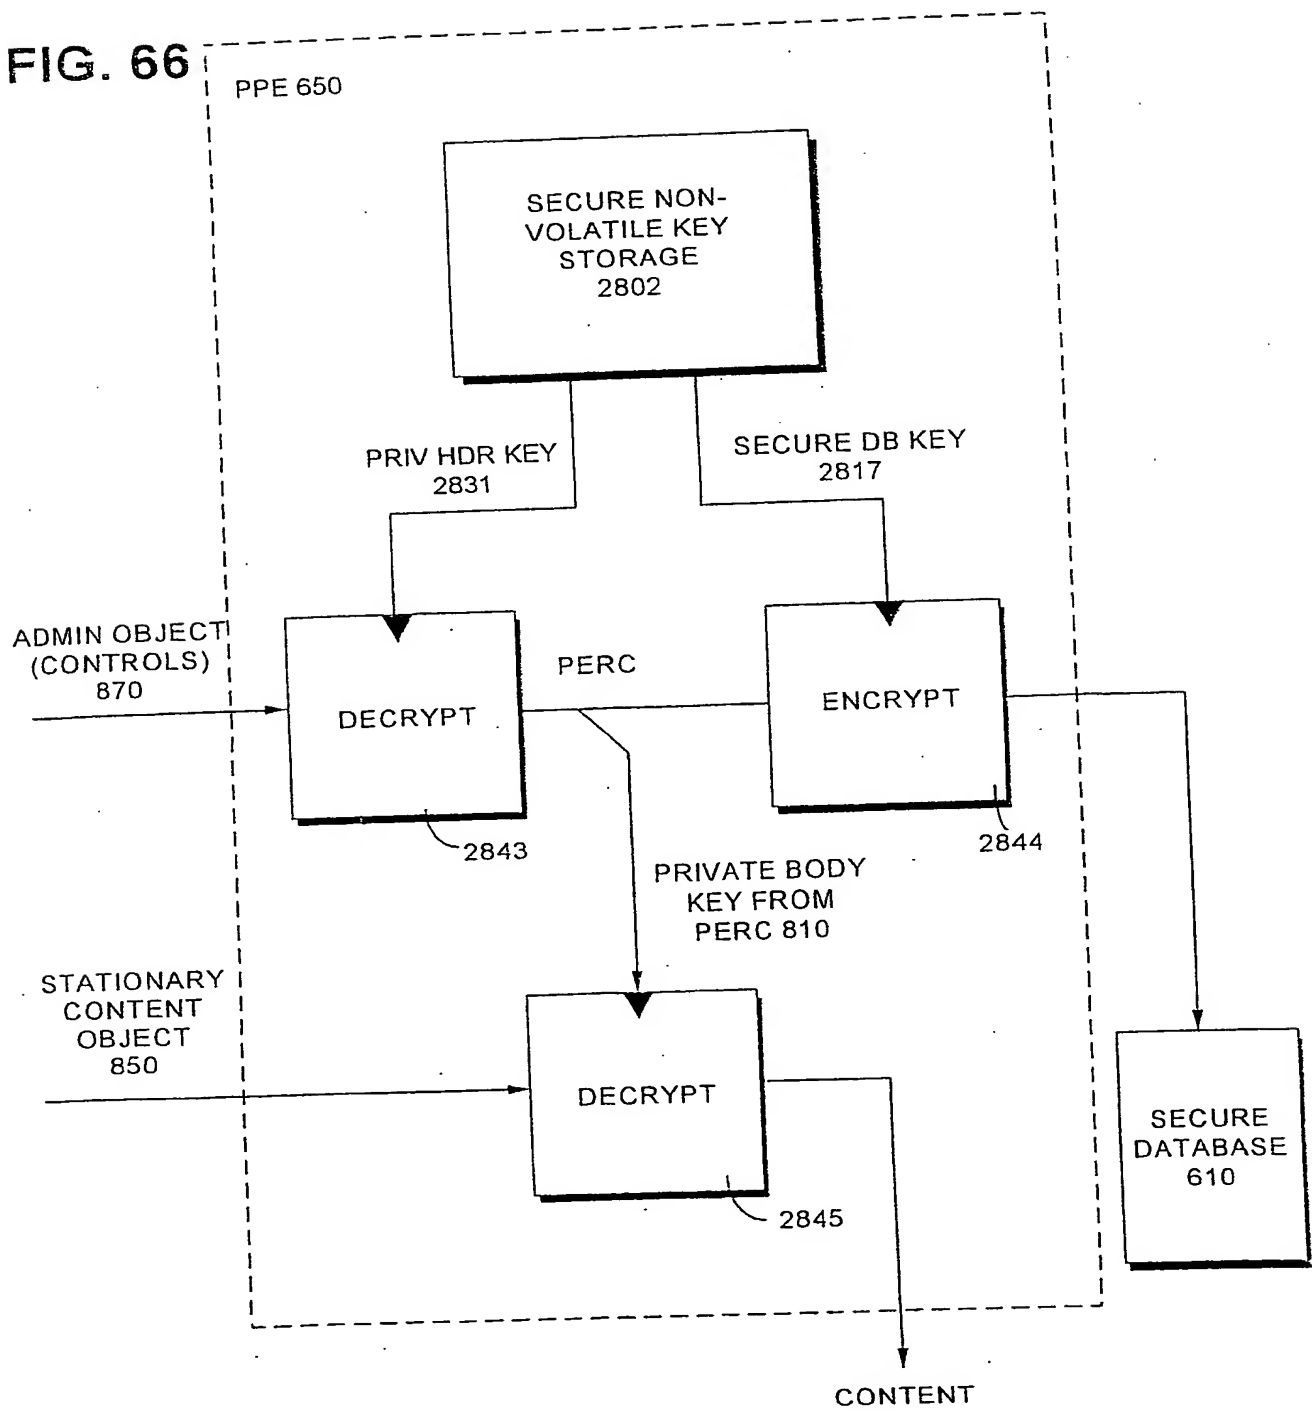 FIG. 66
PPE 650
SECURE NON-
VOLATILE KEY
STORAGE
2802
PRIV HDR KEY
2831
SECURE DB KEY
2817
ADMIN OBJECT
(CONTROLS)
870
DECRYPT
PERC
ENCRYPT
2843
2844
PRIVATE BODY
KEY FROM
PERC 810
STATIONARY
CONTENT
OBJECT
850
DECRYPT
2845
SECURE
DATABASE
610
CONTENT